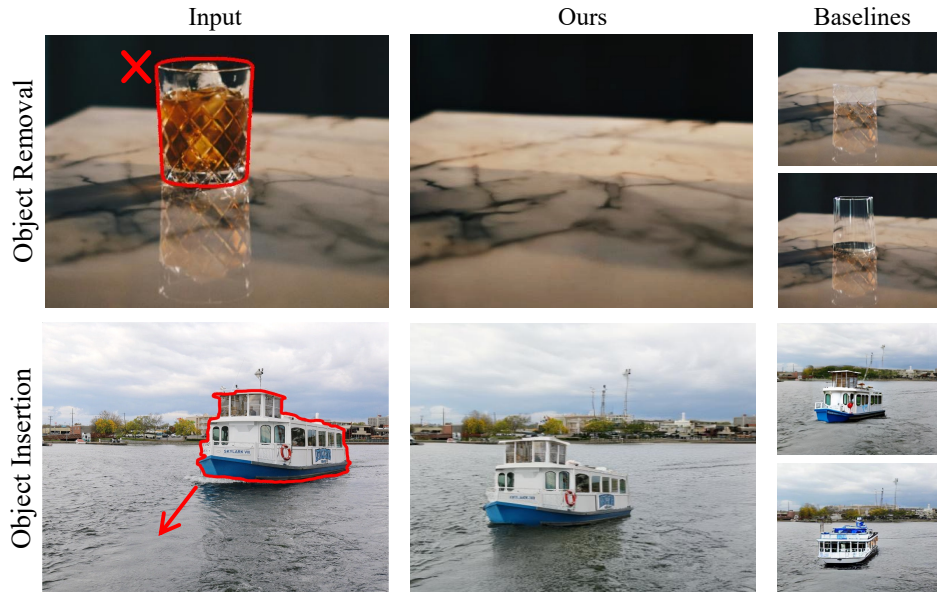 Input
Ours
Baselines
Object Removal
Object Insertion